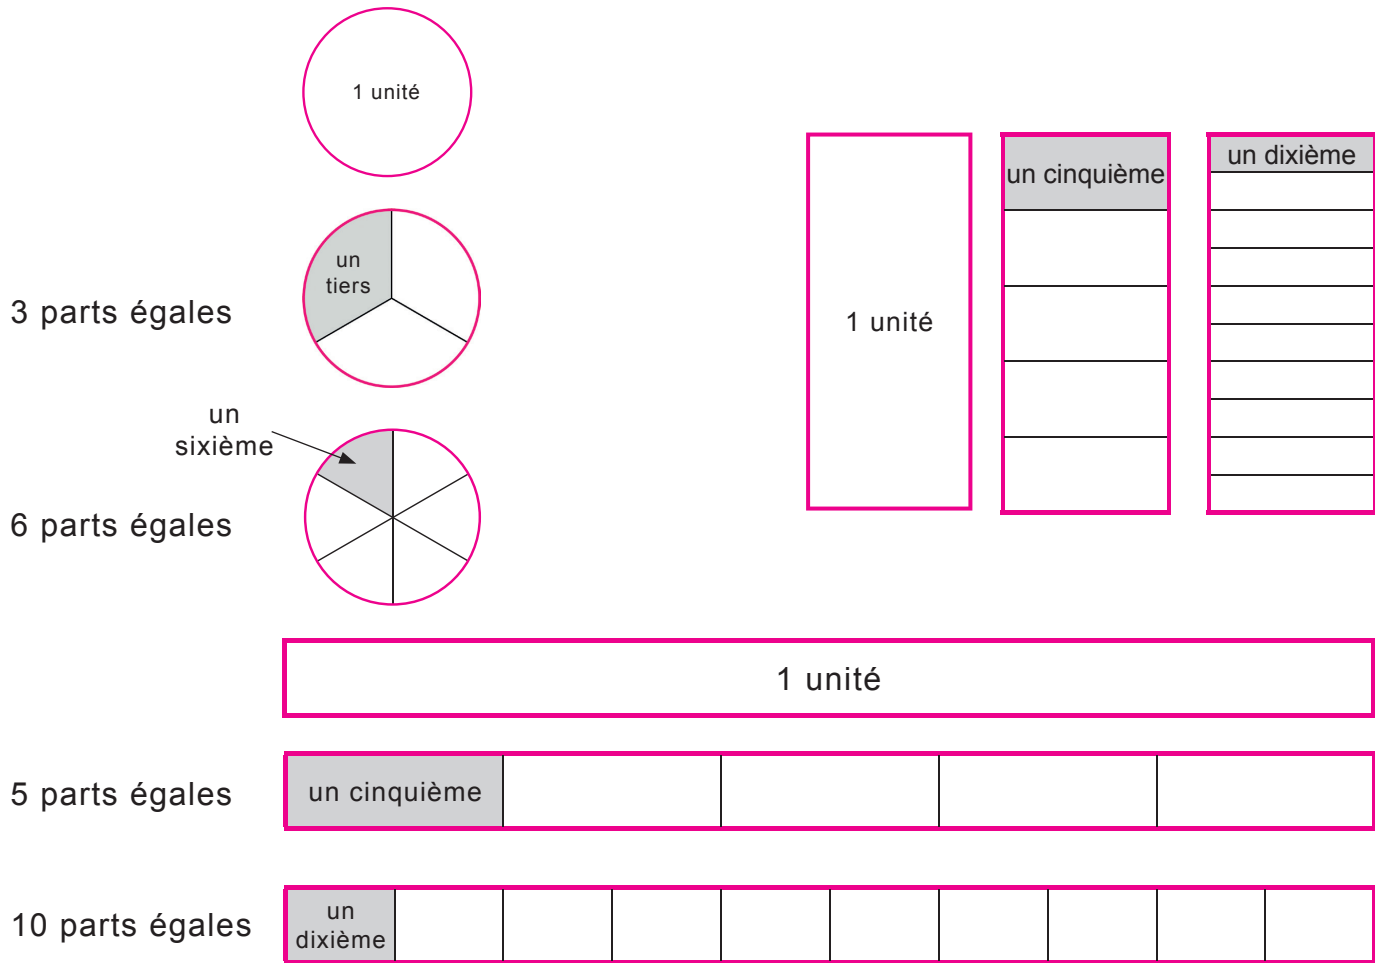 1 unité
un
tiers
3 parts égales
un
sixième
6 parts égales
1 unité
un cinquième
un dixième
1 unité
5 parts égales
un cinquième
10 parts égales
un
dixième